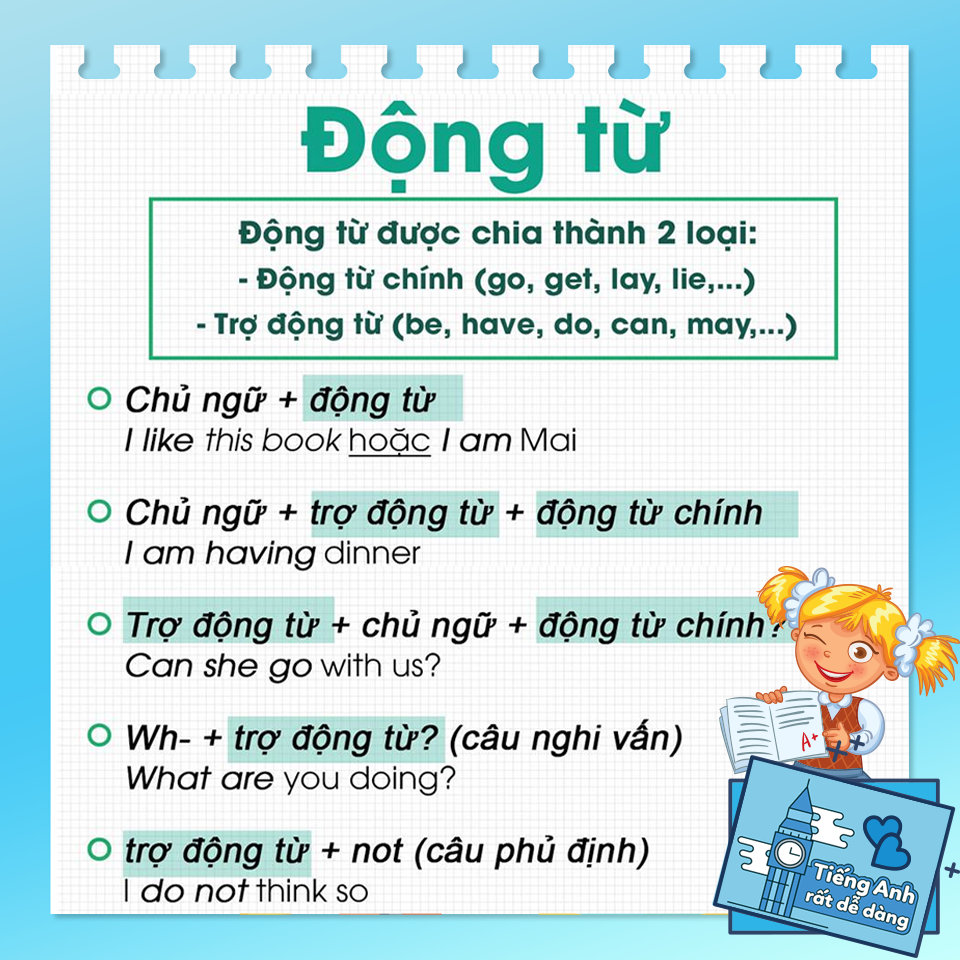 Động từ
Động từ được chia thành 2 loại:
- Động từ chính (go, get, lay, lie,...)
- Trợ động từ (be, have, do, can, may,...)
Chủ ngữ + động từ
I like this book hoặc I am Mai
Chủ ngữ + trợ động từ + động từ chính
I am having dinner
Trợ động từ + chủ ngữ + động từ chính?
Can she go with us?
Wh- + trợ động từ? (câu nghi vấn)
What are you doing?
trợ động từ + not (câu phủ định)
I do not think so
A+
Tiếng Anh
rất dễ dàng